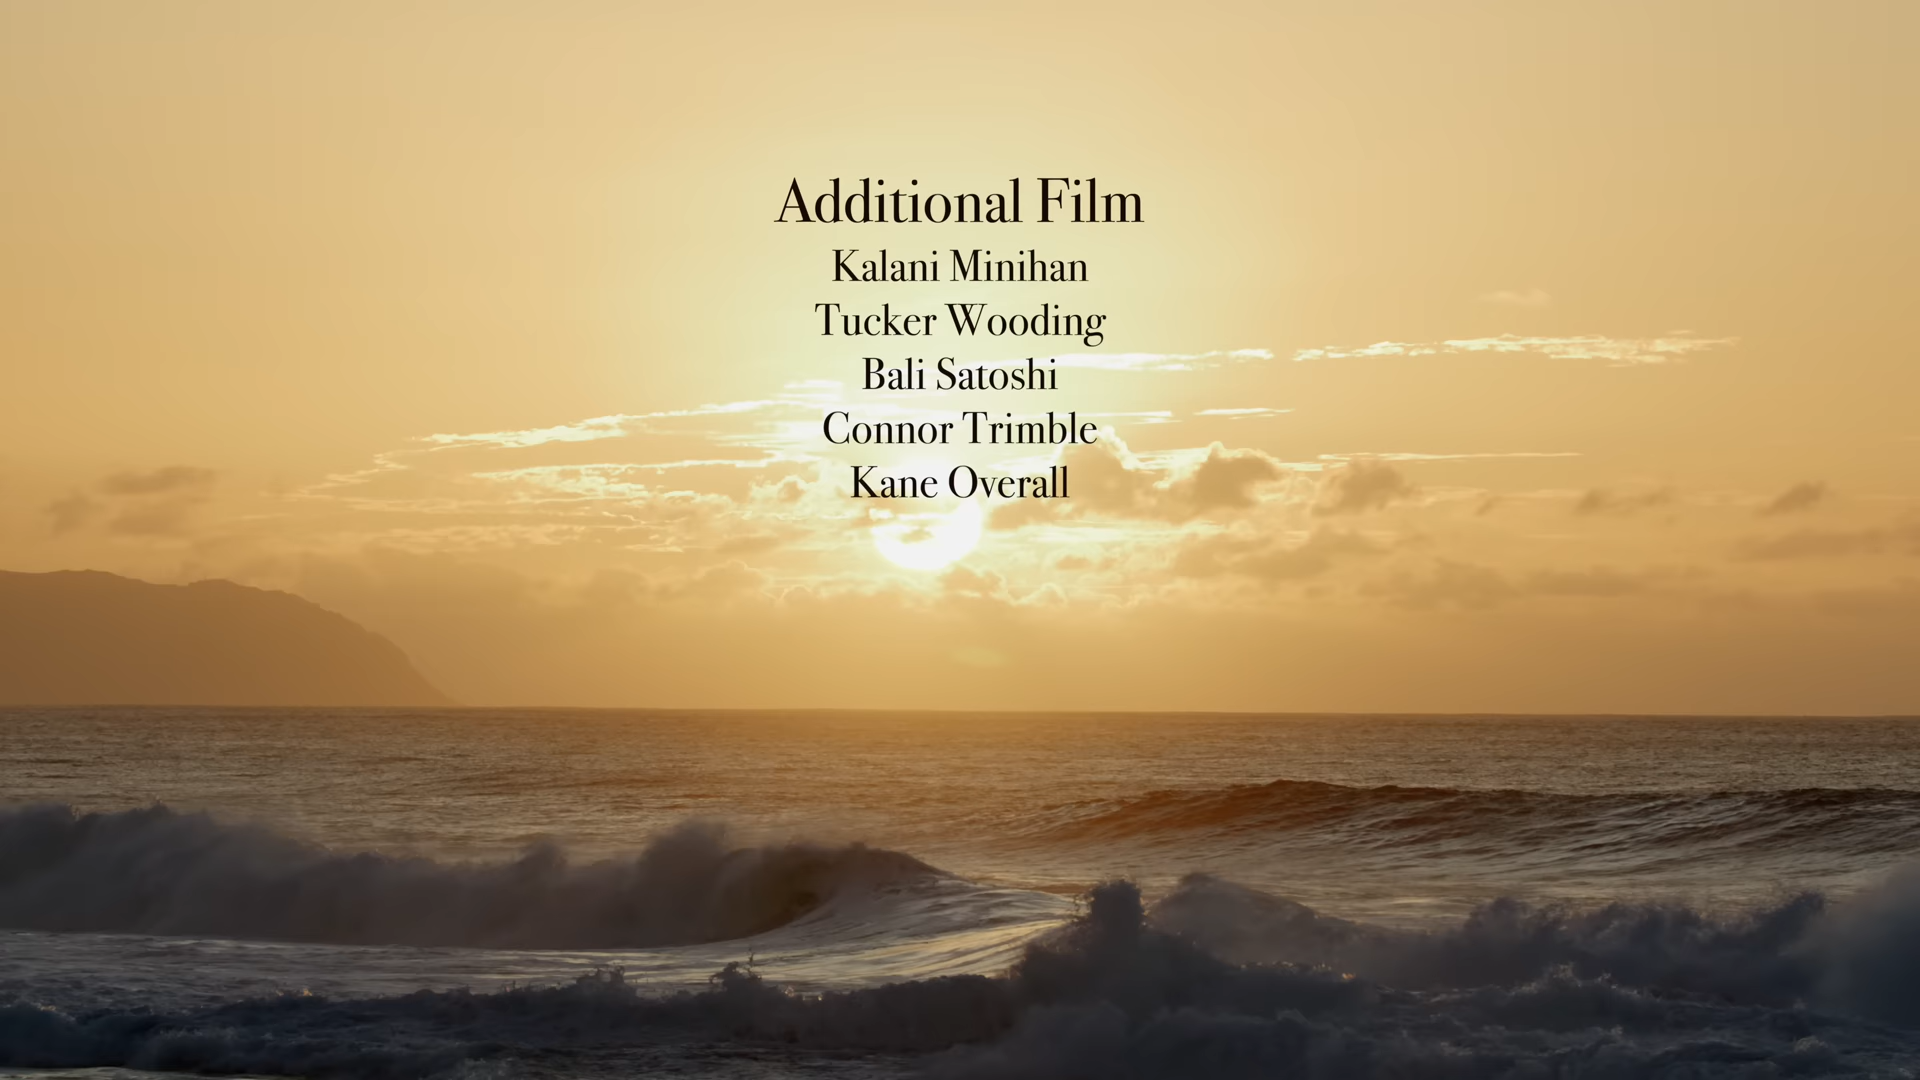 Additional Film
Kalani Minihan
Tucker Wooding
Bali Satoshi
Connor Trimble
Kane Overall